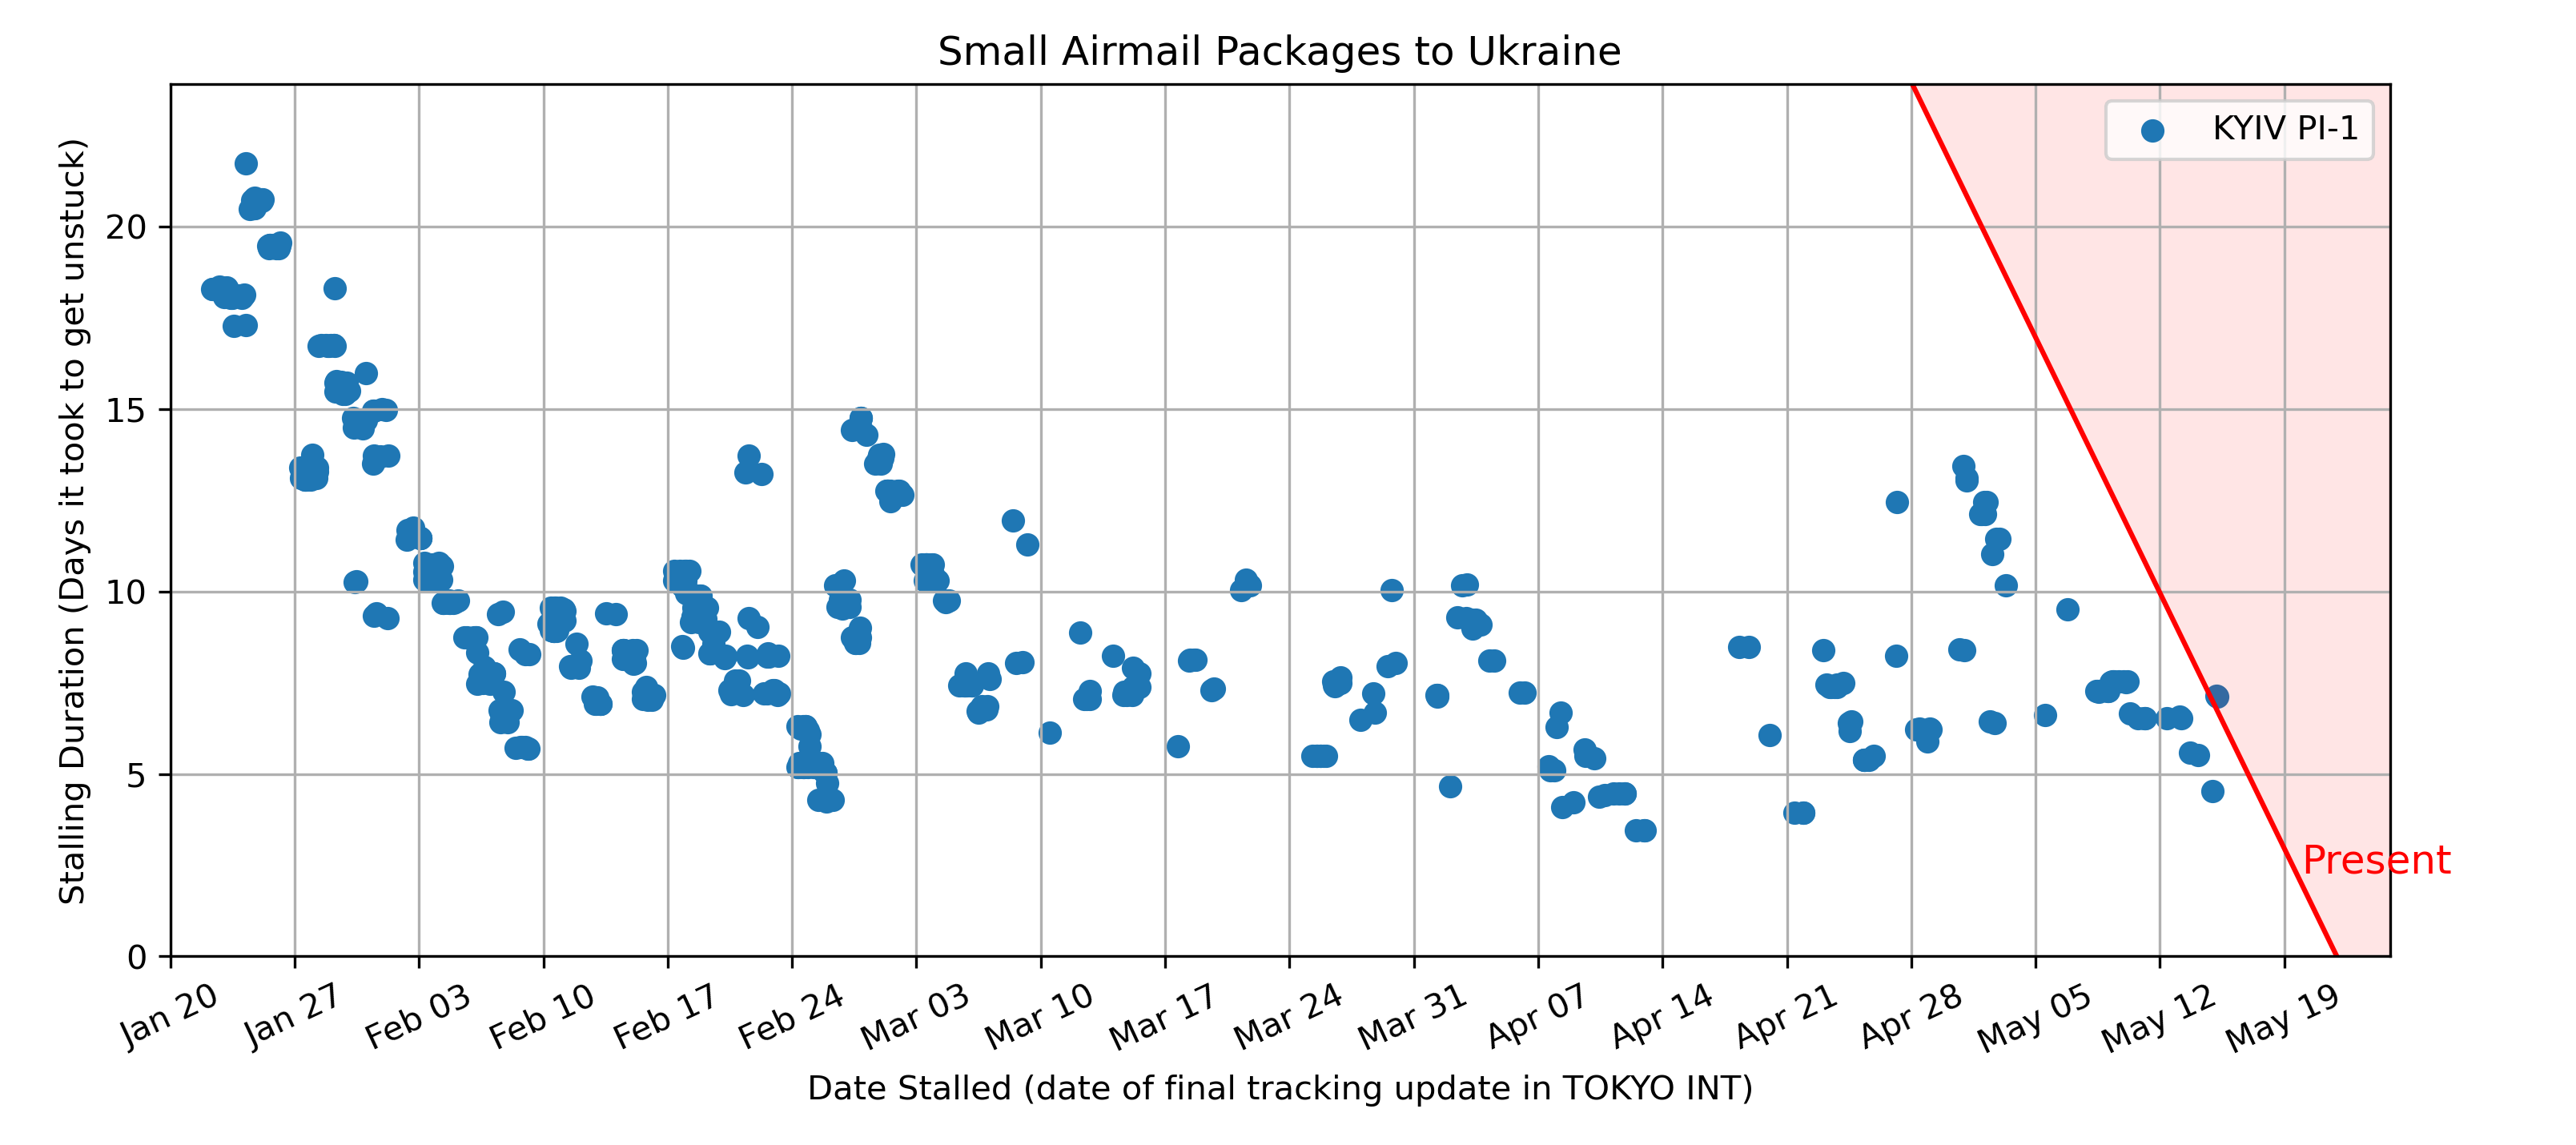 Small Airmail Packages to Ukraine
KYIV PI-1
Stalling Duration (Days it took to get unstuck)
20
15
10
5
0
Present
Jan 20 Jan 27 Feb 03 Feb 10 Feb 17 Feb 24 Mar 03 Mar 10 Mar 17 Mar 24 Mar 31 Apr 07 Apr 14 Apr 21 Apr 28 May 05 May 12 May 19
Date Stalled (date of final tracking update in TOKYO INT)